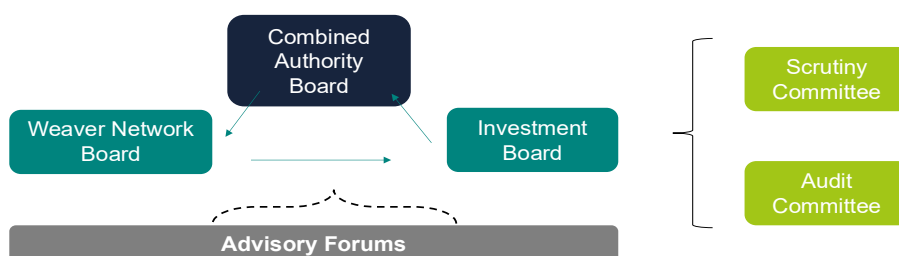 Combined
Authority
Board
Weaver Network
Board
Investment
Board
Scrutiny
Committee
Audit
Committee
Advisory Forums